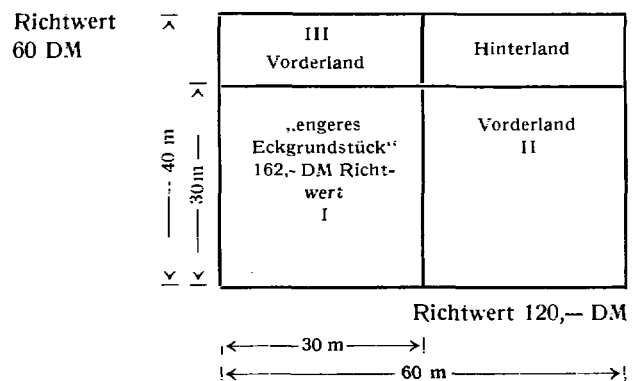 Richtwert
60 DM
III
Vorderland
Hinterland
„engeres
Eckgrundstück“
162,- DM Richt-
wert
I
Vorderland
II
40 m
30m
Richtwert 120,— DM
30 m
60 m